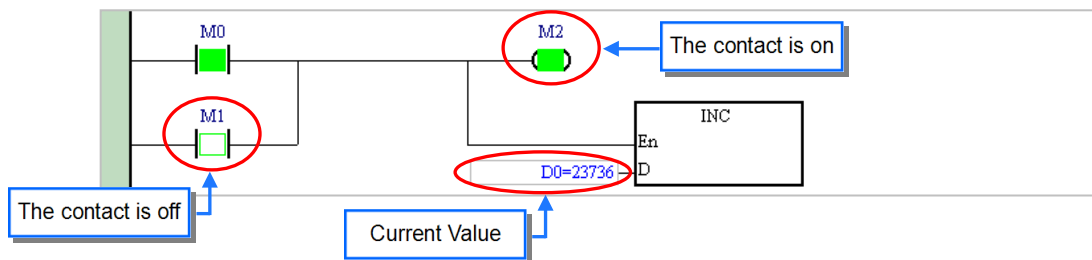 M0
M2
The contact is on
M1
INC
En
D0=23736
D
The contact is off
Current Value